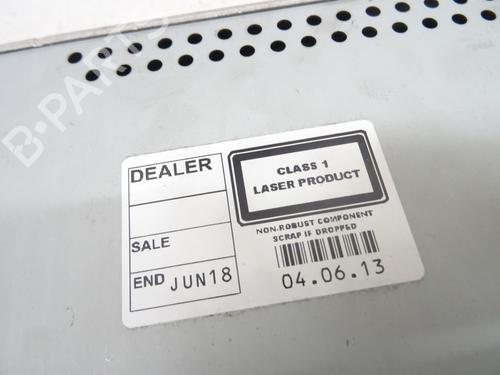 B-PARTS
DEALER
SALE
END JUN18
CLASS 1
LASER PRODUCT
NON-ROBUST COMPONENT
SCRAP IF DROPPED
04.06.13